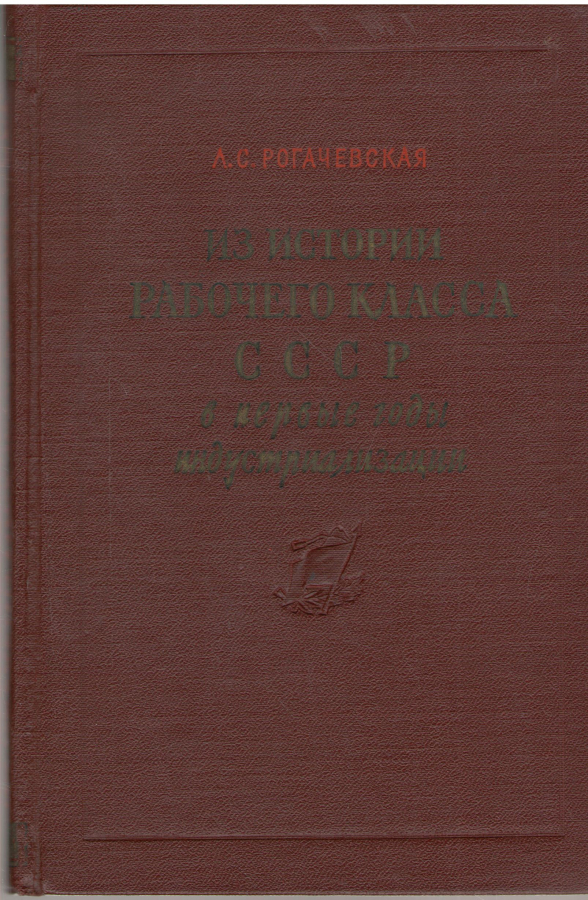 Л.С. РОГАЧЕВСКАЯ
ИЗ ИСТОРИИ
РАБОЧЕГО КЛАССА
СССР
в первые годы
индустриализации